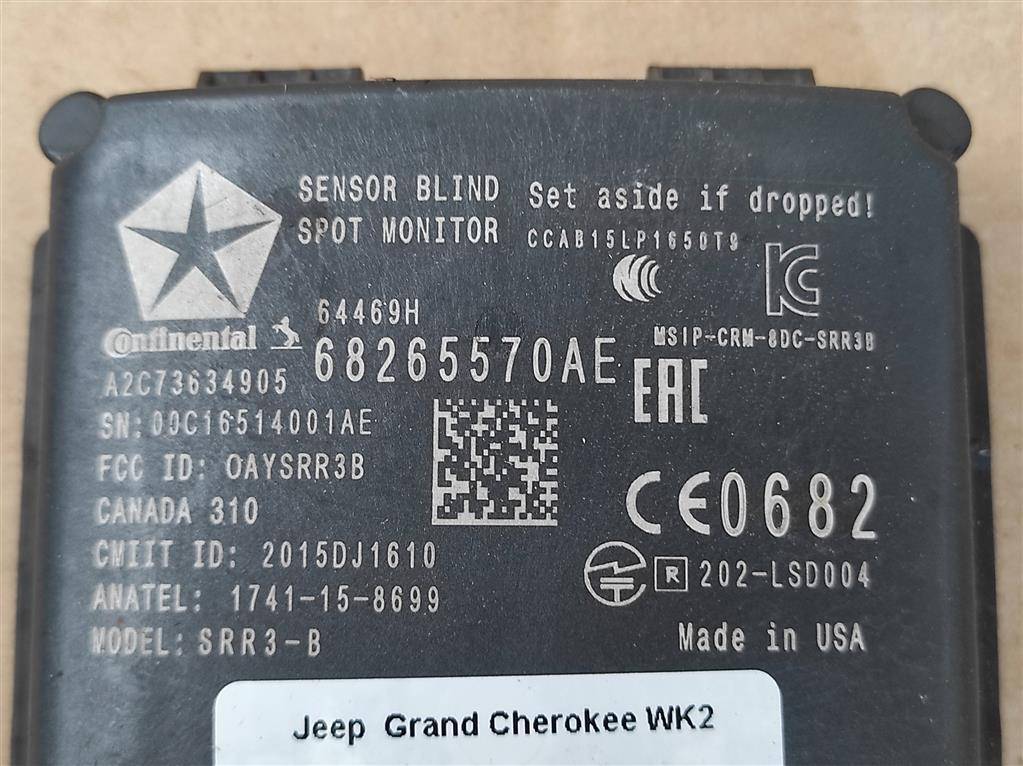 SENSOR BLIND
SPOT MONITOR
Set aside if dropped!
CCAB15LP1650T9
MSIP-CRM-8DC-SRR3B
Continental
64469H
68265570AE
A2C73634905
SN:00C16514001AE
FCC ID: OAYSRR3B
CANADA 310
CMIIT ID: 2015DJ1610
ANATEL: 1741-15-8699
MODEL: SRR3-B
EAC
CE0682
R 202-LSD004
Made in USA
Jeep Grand Cherokee WK2